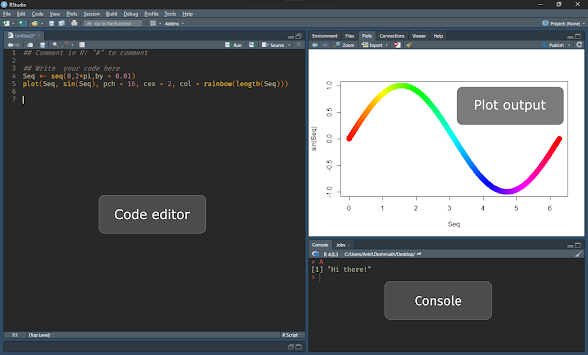 RStudio
File Edit Code View Plots Session Build Debug Profile Tools Help
Go to file/function Addins Project: (None)
Untitled2*
Run Source
1 ## Comment in R: "#" to comment
2
3 ## Write your code here
4 Seq <- seq(0,2*pi,by = 0.01)
5 plot(Seq, sin(Seq), pch = 16, cex = 2, col = rainbow(length(Seq)))
6
7
Code editor
7:1 (Top Level) R Script
Environment Files Plots Connections Packages Viewer Help
Zoom Export Publish
Plot output
sin(Seq)
1.0
0.5
0.0
-0.5
-1.0
0 1 2 3 4 5 6
Seq
Console Jobs
R 4.0.3 · C:/Users/Ankit.Deshmukh/Desktop/
> A
[1] "Hi there!"
>
Console